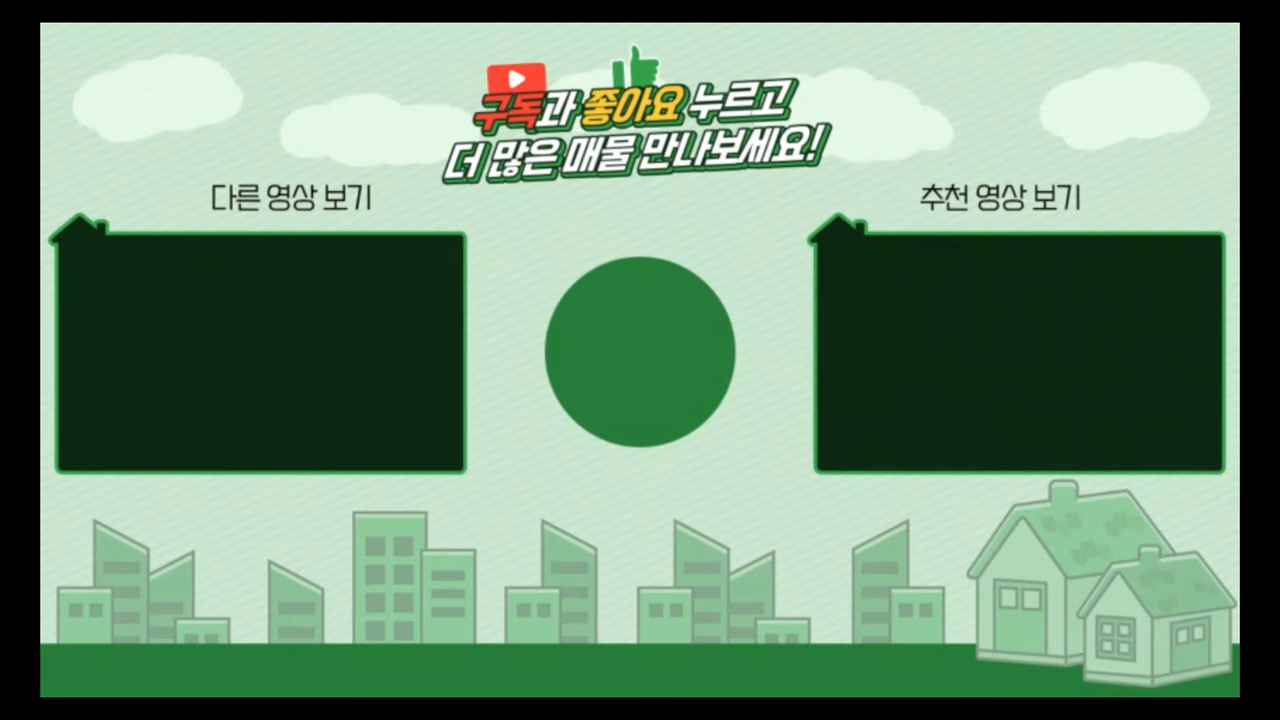 구독과 좋아요 누르고
더 많은 매물 만나보세요!
다른 영상 보기
추천 영상 보기